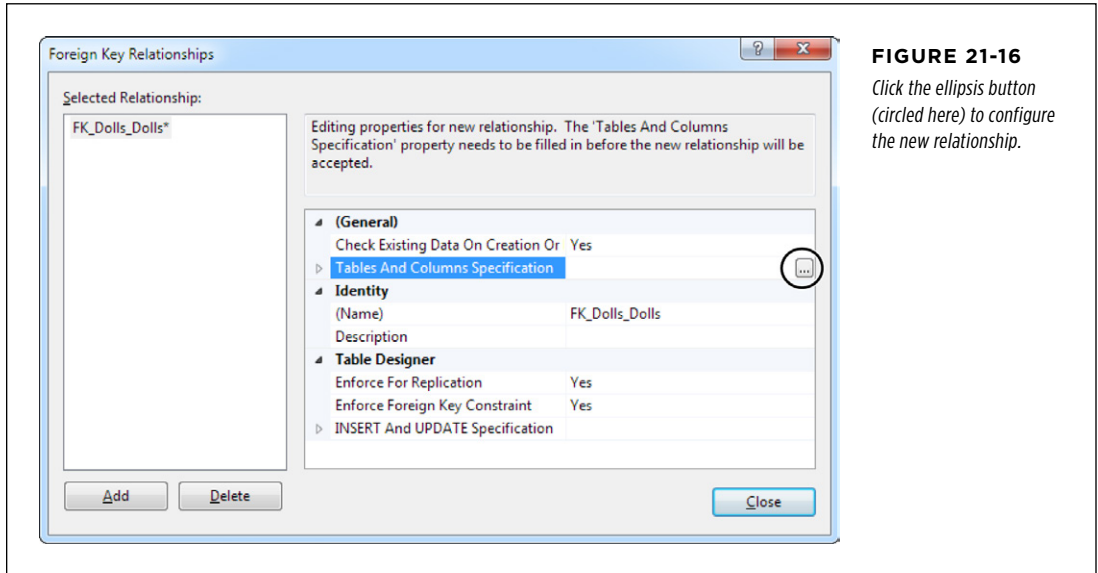 Foreign Key Relationships
Selected Relationship:
FK_Dolls_Dolls*
Editing properties for new relationship. The 'Tables And Columns
Specification' property needs to be filled in before the new relationship will be
accepted.
(General)
Check Existing Data On Creation Or Yes
Tables And Columns Specification ...
Identity
(Name) FK_Dolls_Dolls
Description
Table Designer
Enforce For Replication Yes
Enforce Foreign Key Constraint Yes
INSERT And UPDATE Specification
Add Delete
Close
FIGURE 21-16
Click the ellipsis button
(circled here) to configure
the new relationship.